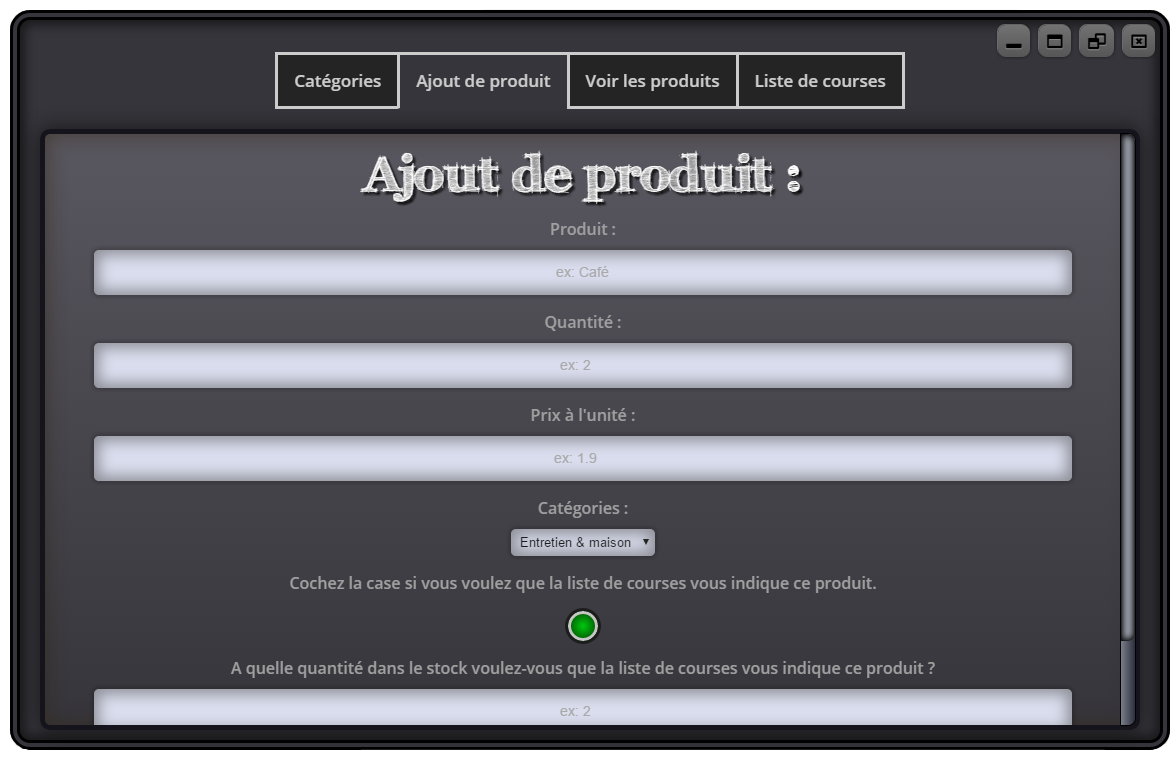 Catégories
Ajout de produit
Voir les produits
Liste de courses
Ajout de produit :
Produit :
ex: Café
Quantité :
ex: 2
Prix à l'unité :
ex: 1.9
Catégories :
Entretien & maison
Cochez la case si vous voulez que la liste de courses vous indique ce produit.
A quelle quantité dans le stock voulez-vous que la liste de courses vous indique ce produit ?
ex: 2